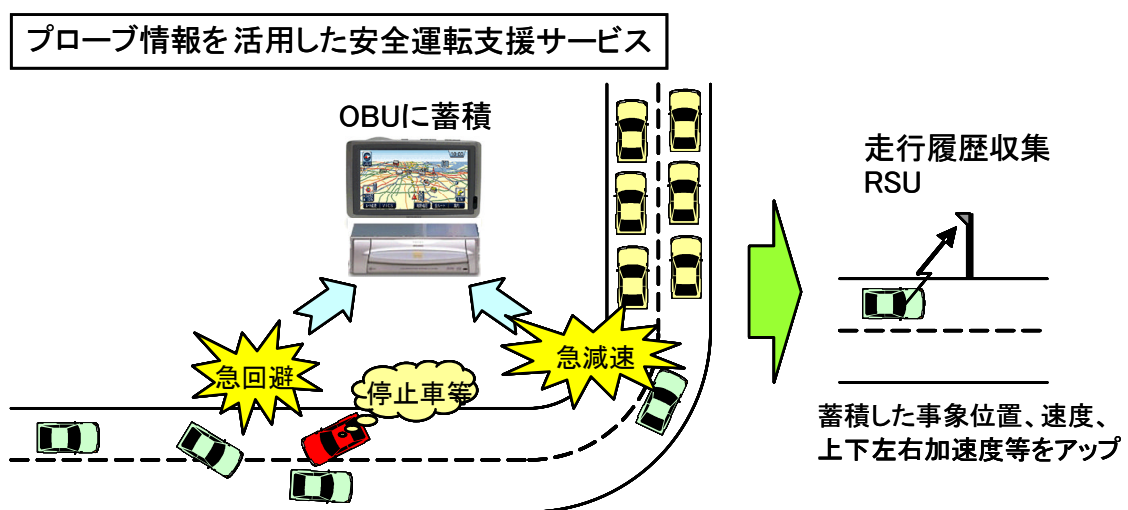 プローブ情報を活用した安全運転支援サービス
OBUに蓄積
走行履歴収集
RSU
急回避
停止車等
急減速
蓄積した事象位置、速度、
上下左右加速度等をアップ